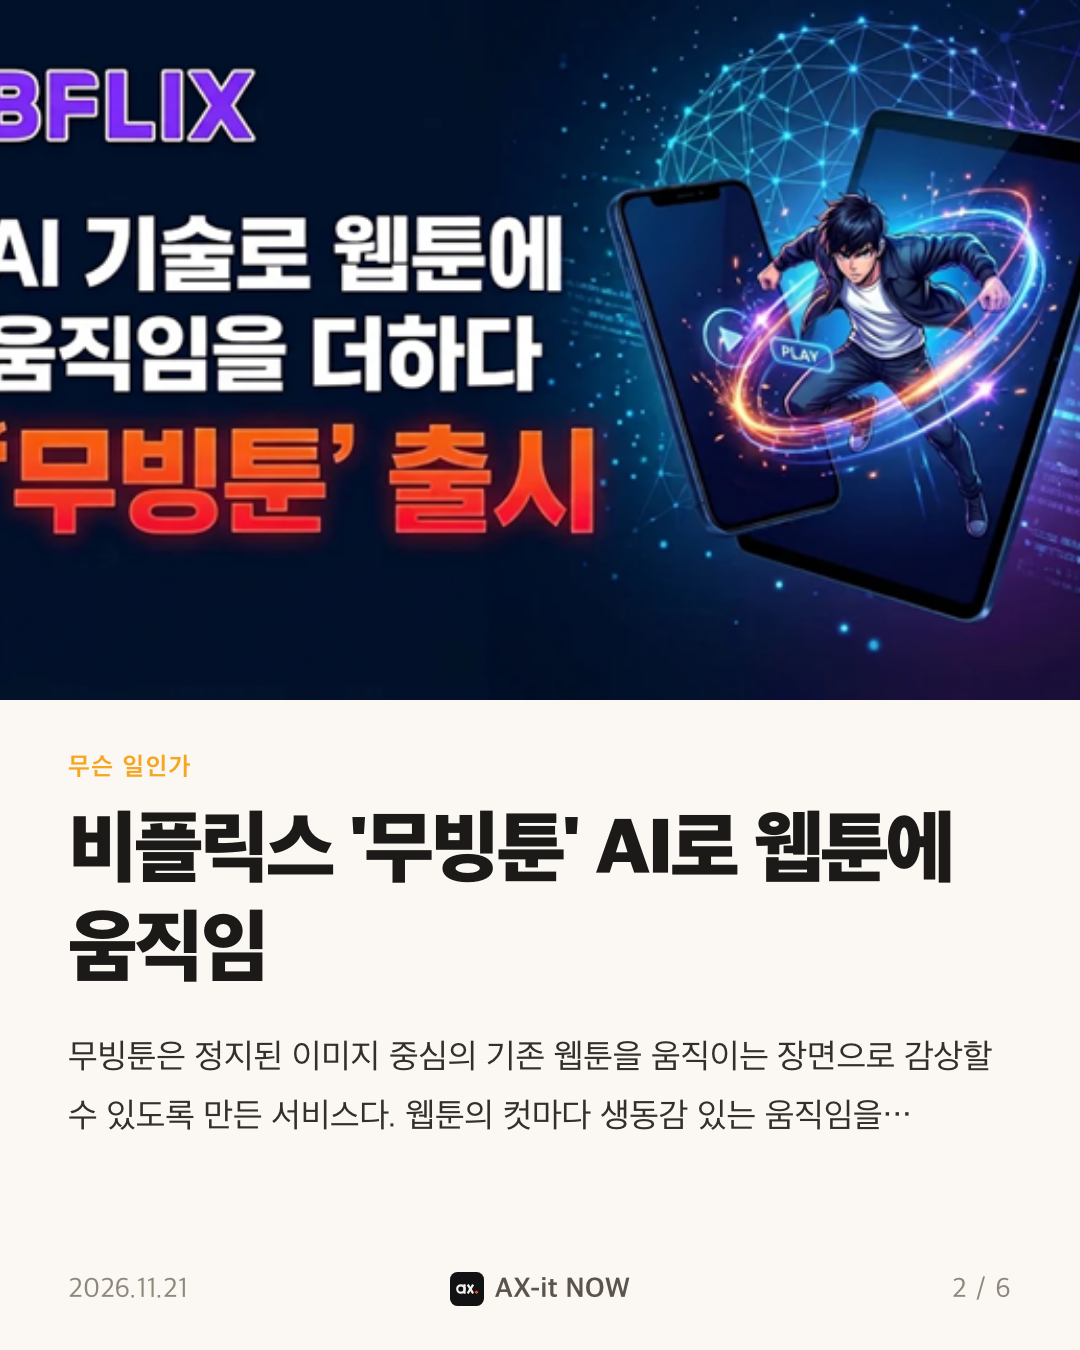 BFLIX
AI 기술로 웹툰에
움직임을 더하다
‘무빙툰’ 출시
PLAY
무슨 일인가
비플릭스 '무빙툰' AI로 웹툰에
움직임
무빙툰은 정지된 이미지 중심의 기존 웹툰을 움직이는 장면으로 감상할
수 있도록 만든 서비스다. 웹툰의 컷마다 생동감 있는 움직임을…
2026.11.21
ax. AX-it NOW
2 / 6